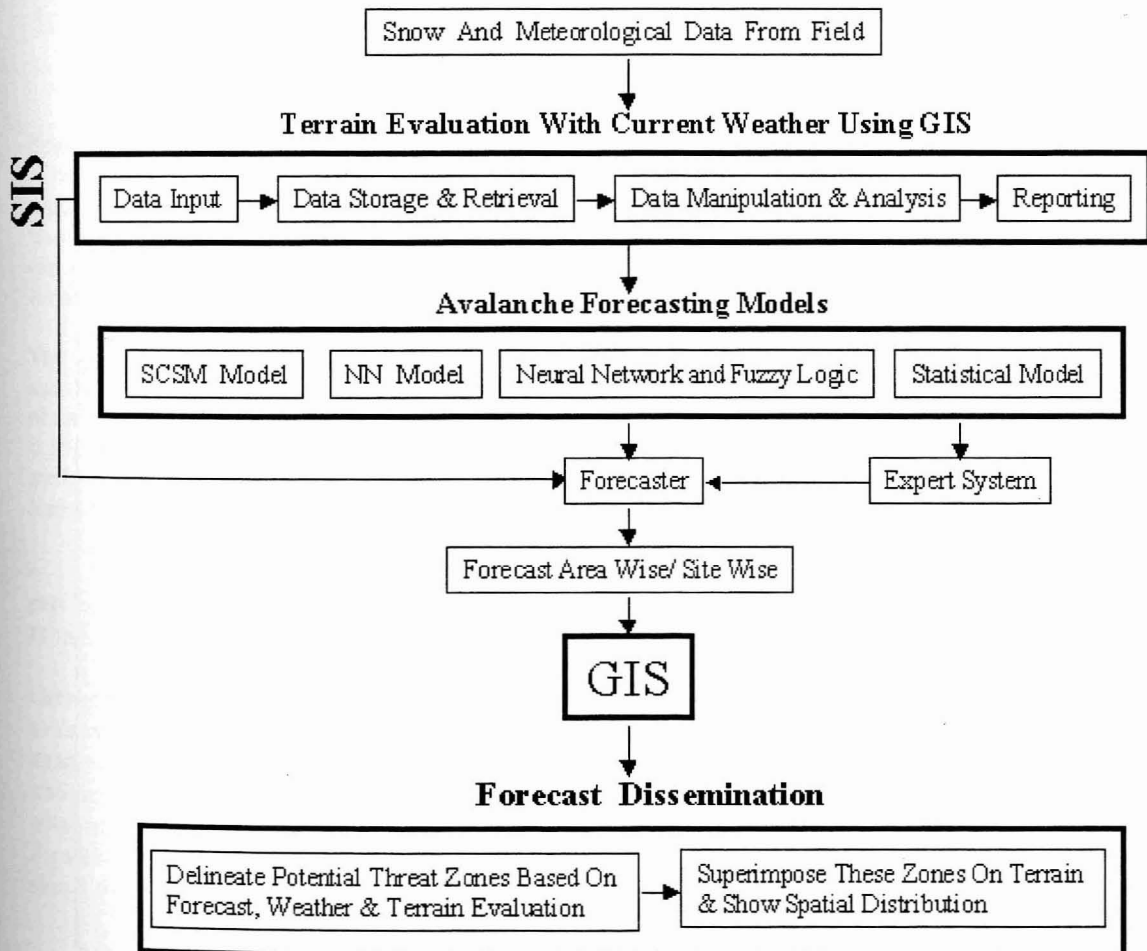 Snow And Meteorological Data From Field
Terrain Evaluation With Current Weather Using GIS
SIS
Data Input
Data Storage & Retrieval
Data Manipulation & Analysis
Reporting
Avalanche Forecasting Models
SCSM Model
NN Model
Neural Network and Fuzzy Logic
Statistical Model
Forecaster
Expert System
Forecast Area Wise/ Site Wise
GIS
Forecast Dissemination
Delineate Potential Threat Zones Based On
Forecast, Weather & Terrain Evaluation
Superimpose These Zones On Terrain
& Show Spatial Distribution